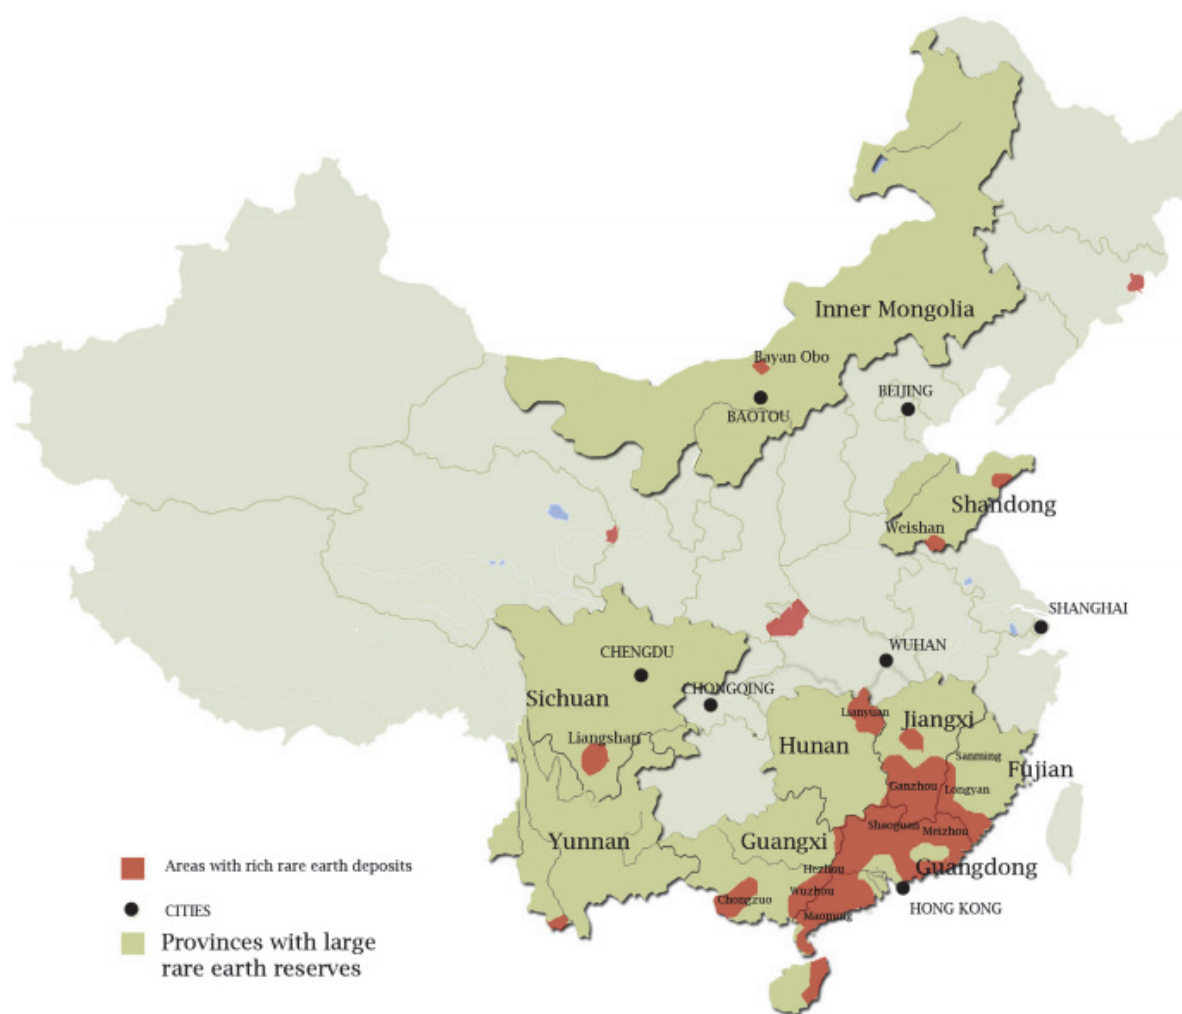 Inner Mongolia
Bayan Obo
BEIJING
BAOTOU
Shandong
Weishan
SHANGHAI
WUHAN
CHENGDU
CHONGQING
Sichuan
Lianyuan
Jiangxi
Liangshan
Hunan
Sanming
Fujian
Ganzhou
Longyan
Shaoguan
Meizhou
Yunnan
Guangxi
Hezhou
Guangdong
Wuzhou
Chongzuo
HONG KONG
Maoming
Areas with rich rare earth deposits
CITIES
Provinces with large
rare earth reserves